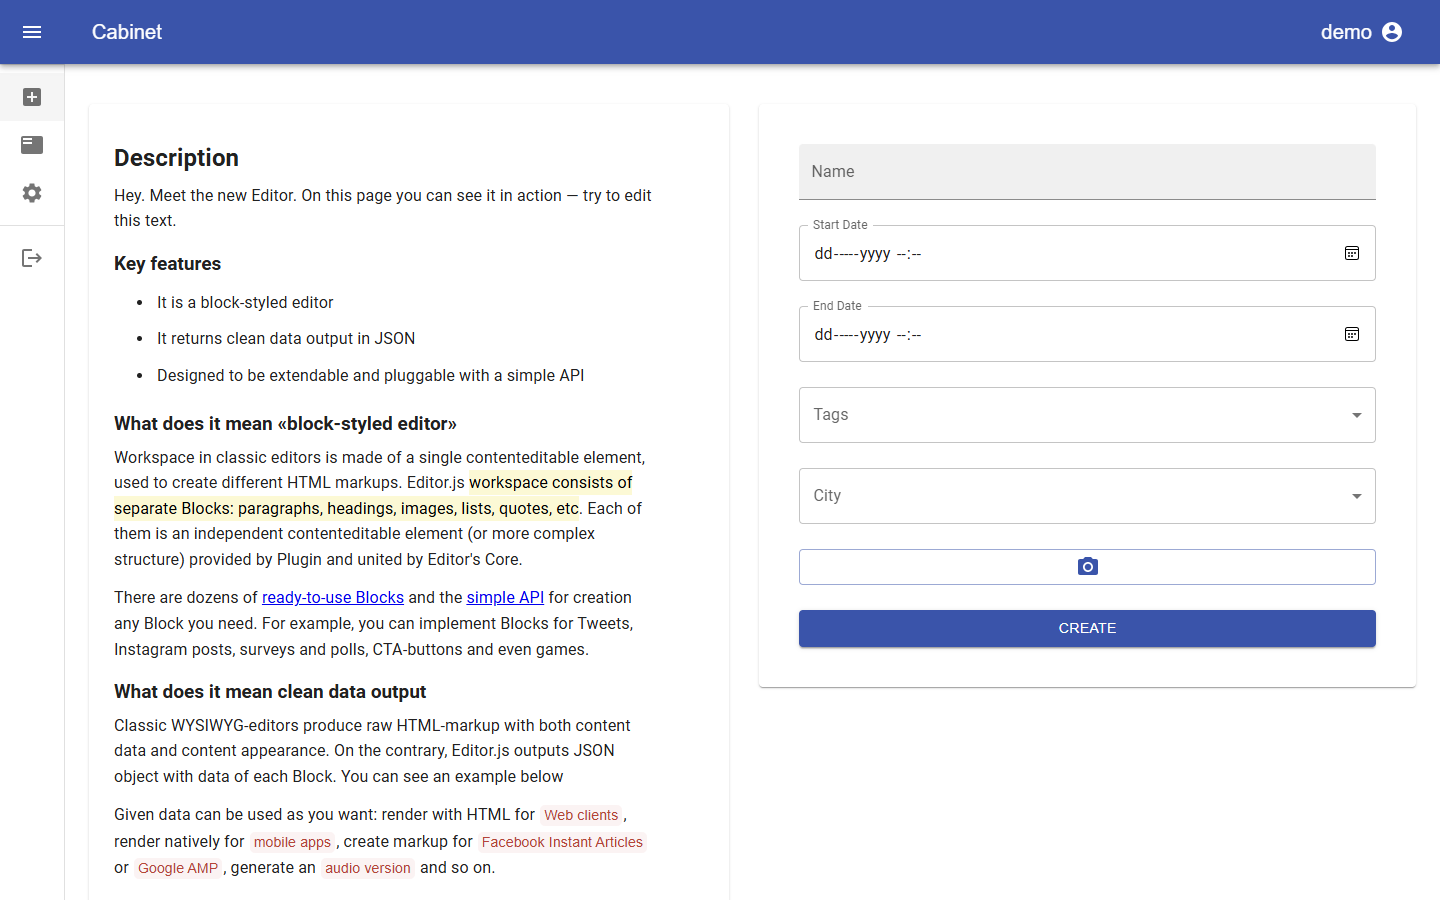 Cabinet
demo
Description
Hey. Meet the new Editor. On this page you can see it in action — try to edit
this text.
Key features
It is a block-styled editor
It returns clean data output in JSON
Designed to be extendable and pluggable with a simple API
What does it mean «block-styled editor»
Workspace in classic editors is made of a single contenteditable element,
used to create different HTML markups. Editor.js workspace consists of
separate Blocks: paragraphs, headings, images, lists, quotes, etc. Each of
them is an independent contenteditable element (or more complex
structure) provided by Plugin and united by Editor's Core.
There are dozens of ready-to-use Blocks and the simple API for creation
any Block you need. For example, you can implement Blocks for Tweets,
Instagram posts, surveys and polls, CTA-buttons and even games.
What does it mean clean data output
Classic WYSIWYG-editors produce raw HTML-markup with both content
data and content appearance. On the contrary, Editor.js outputs JSON
object with data of each Block. You can see an example below
Given data can be used as you want: render with HTML for Web clients,
render natively for mobile apps, create markup for Facebook Instant Articles
or Google AMP, generate an audio version and so on.
Name
Start Date
dd-----yyyy --:--
End Date
dd-----yyyy --:--
Tags
City
CREATE